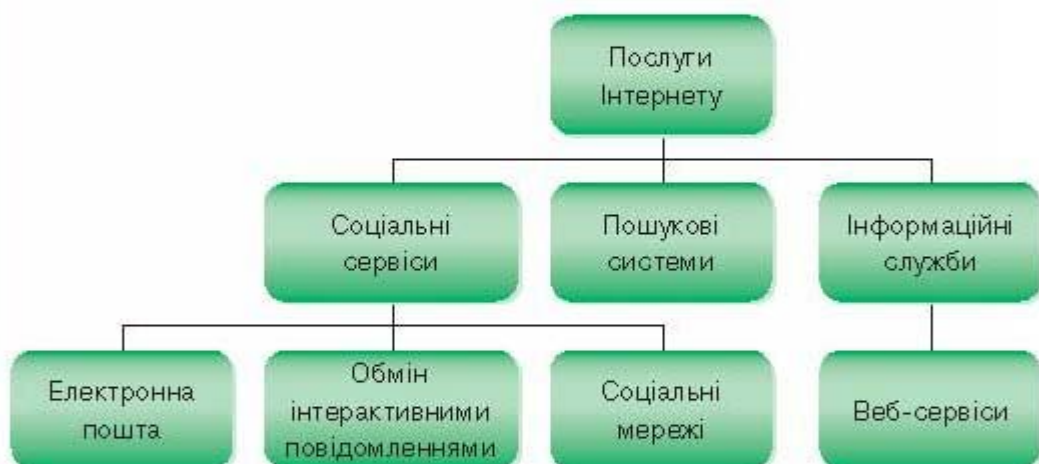 Послуги
Інтернету
Соціальні
сервіси
Пошукові
системи
Інформаційні
служби
Електронна
пошта
Обмін
інтерактивними
повідомленнями
Соціальні
мережі
Веб-сервіси